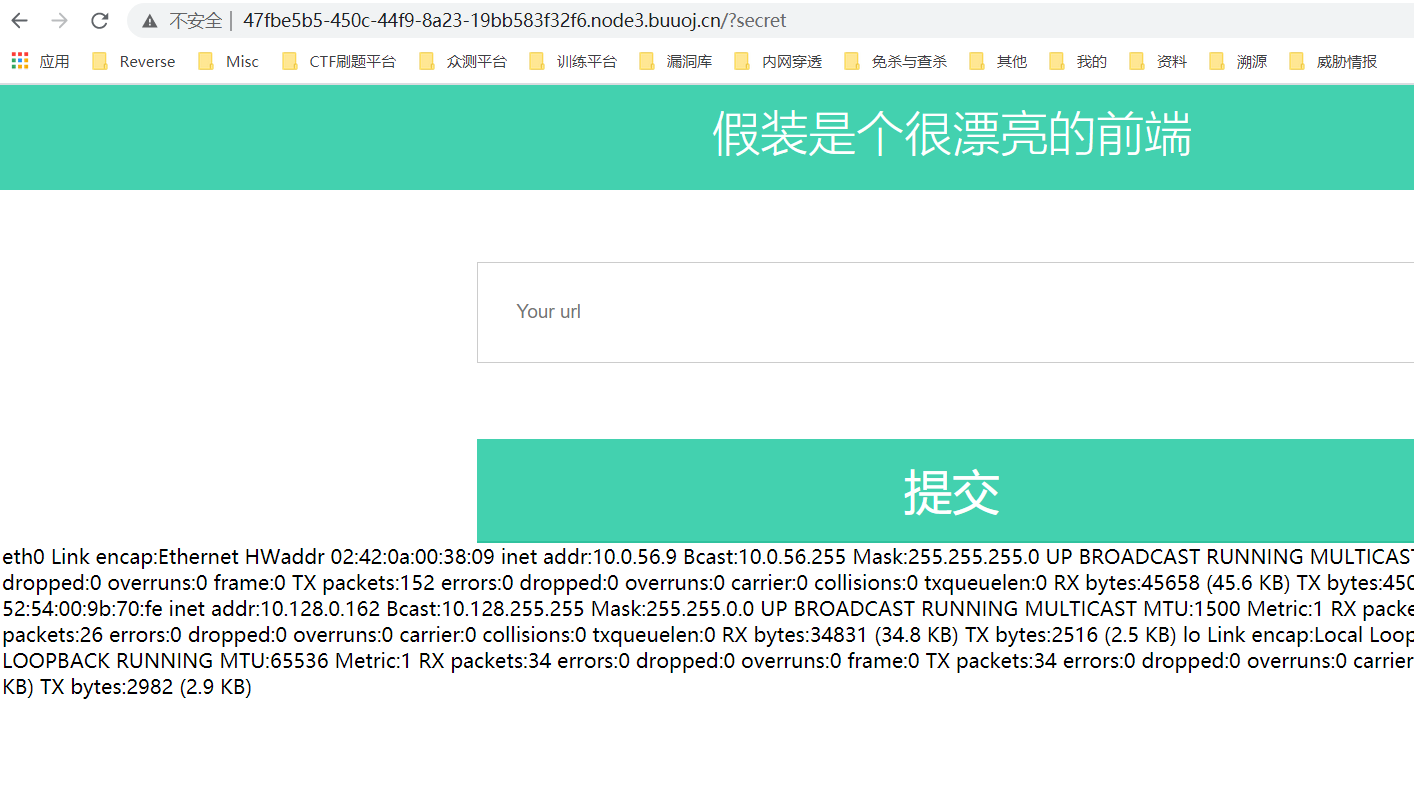 不安全 | 47fbe5b5-450c-44f9-8a23-19bb583f32f6.node3.buuoj.cn/?secret
应用 Reverse Misc CTF刷题平台 众测平台 训练平台 漏洞库 内网穿透 免杀与查杀 其他 我的 资料 溯源 威胁情报
假装是个很漂亮的前端
Your url
提交
eth0 Link encap:Ethernet HWaddr 02:42:0a:00:38:09 inet addr:10.0.56.9 Bcast:10.0.56.255 Mask:255.255.255.0 UP BROADCAST RUNNING MULTICAST
dropped:0 overruns:0 frame:0 TX packets:152 errors:0 dropped:0 overruns:0 carrier:0 collisions:0 txqueuelen:0 RX bytes:45658 (45.6 KB) TX bytes:450
52:54:00:9b:70:fe inet addr:10.128.0.162 Bcast:10.128.255.255 Mask:255.255.0.0 UP BROADCAST RUNNING MULTICAST MTU:1500 Metric:1 RX packe
packets:26 errors:0 dropped:0 overruns:0 carrier:0 collisions:0 txqueuelen:0 RX bytes:34831 (34.8 KB) TX bytes:2516 (2.5 KB) lo Link encap:Local Loop
LOOPBACK RUNNING MTU:65536 Metric:1 RX packets:34 errors:0 dropped:0 overruns:0 frame:0 TX packets:34 errors:0 dropped:0 overruns:0 carrier
KB) TX bytes:2982 (2.9 KB)